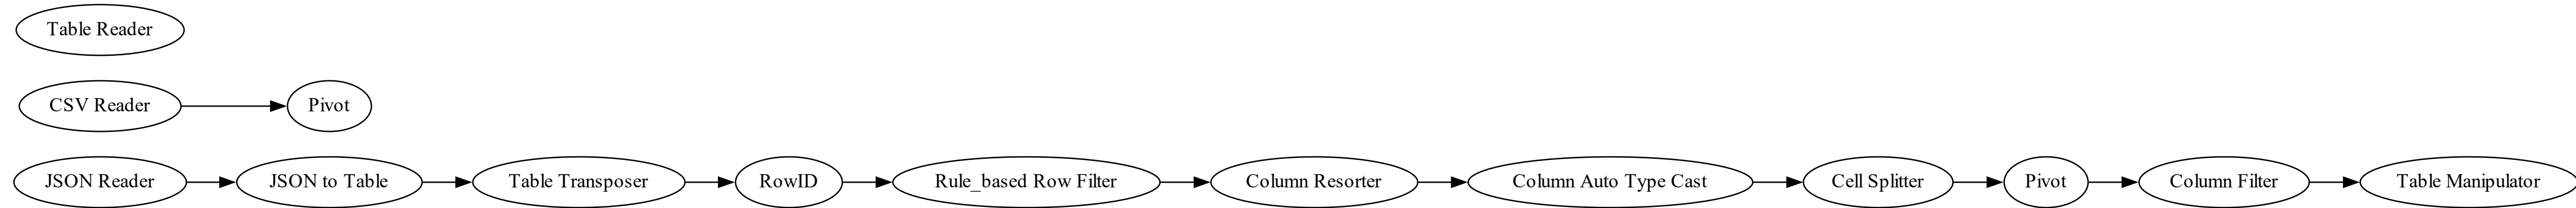 Table Reader
CSV Reader Pivot
JSON Reader JSON to Table Table Transposer RowID Rule_based Row Filter Column Resorter Column Auto Type Cast Cell Splitter Pivot Column Filter Table Manipulator